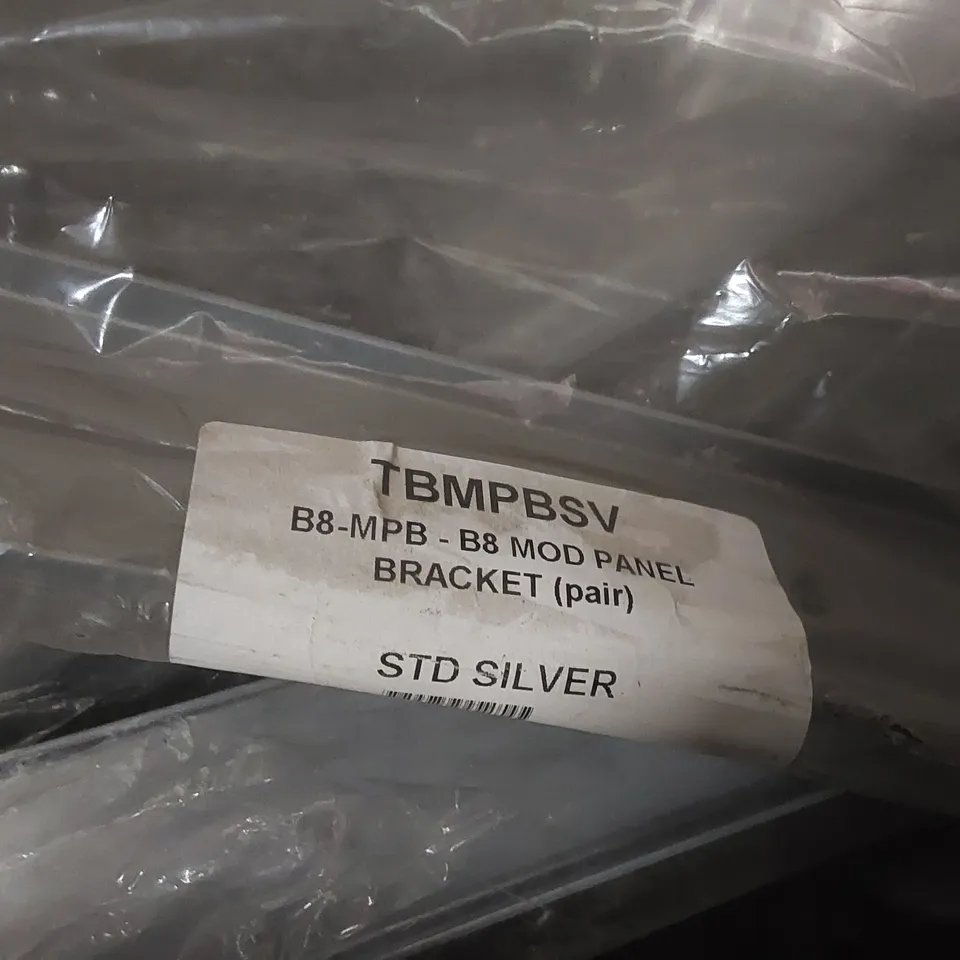 TBMPBSV
B8-MPB - B8 MOD PANEL
BRACKET (pair)
STD SILVER